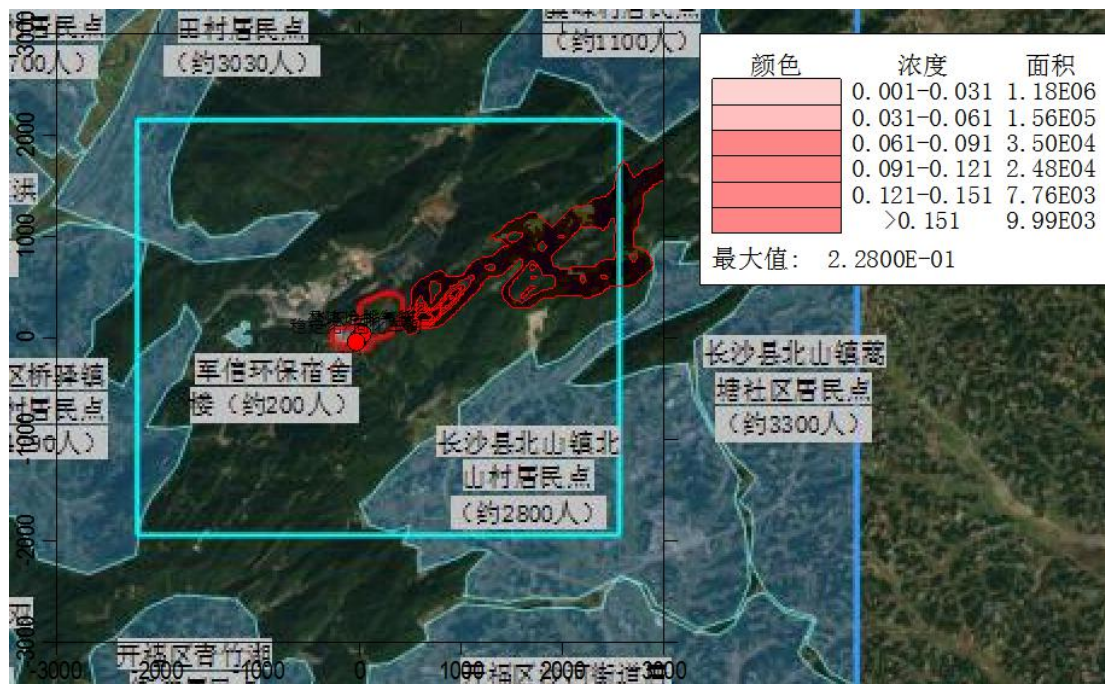 田村居民点
(约3030人)
(约1100人)
颜色 浓度 面积
0.001-0.031 1.18E06
0.031-0.061 1.56E05
0.061-0.091 3.50E04
0.091-0.121 2.48E04
0.121-0.151 7.76E03
>0.151 9.99E03
最大值: 2.2800E-01
军信环保宿舍
楼（约200人）
区桥驿镇
村居民点
长沙县北山镇北
山村居民点
（约2800人）
长沙县北山镇蒿
塘社区居民点
（约3300人）
3000
2000
1000
0
-1000
-2000
-3000
-3000 -2000 -1000 0 1000 2000 3000
开福区青竹湖